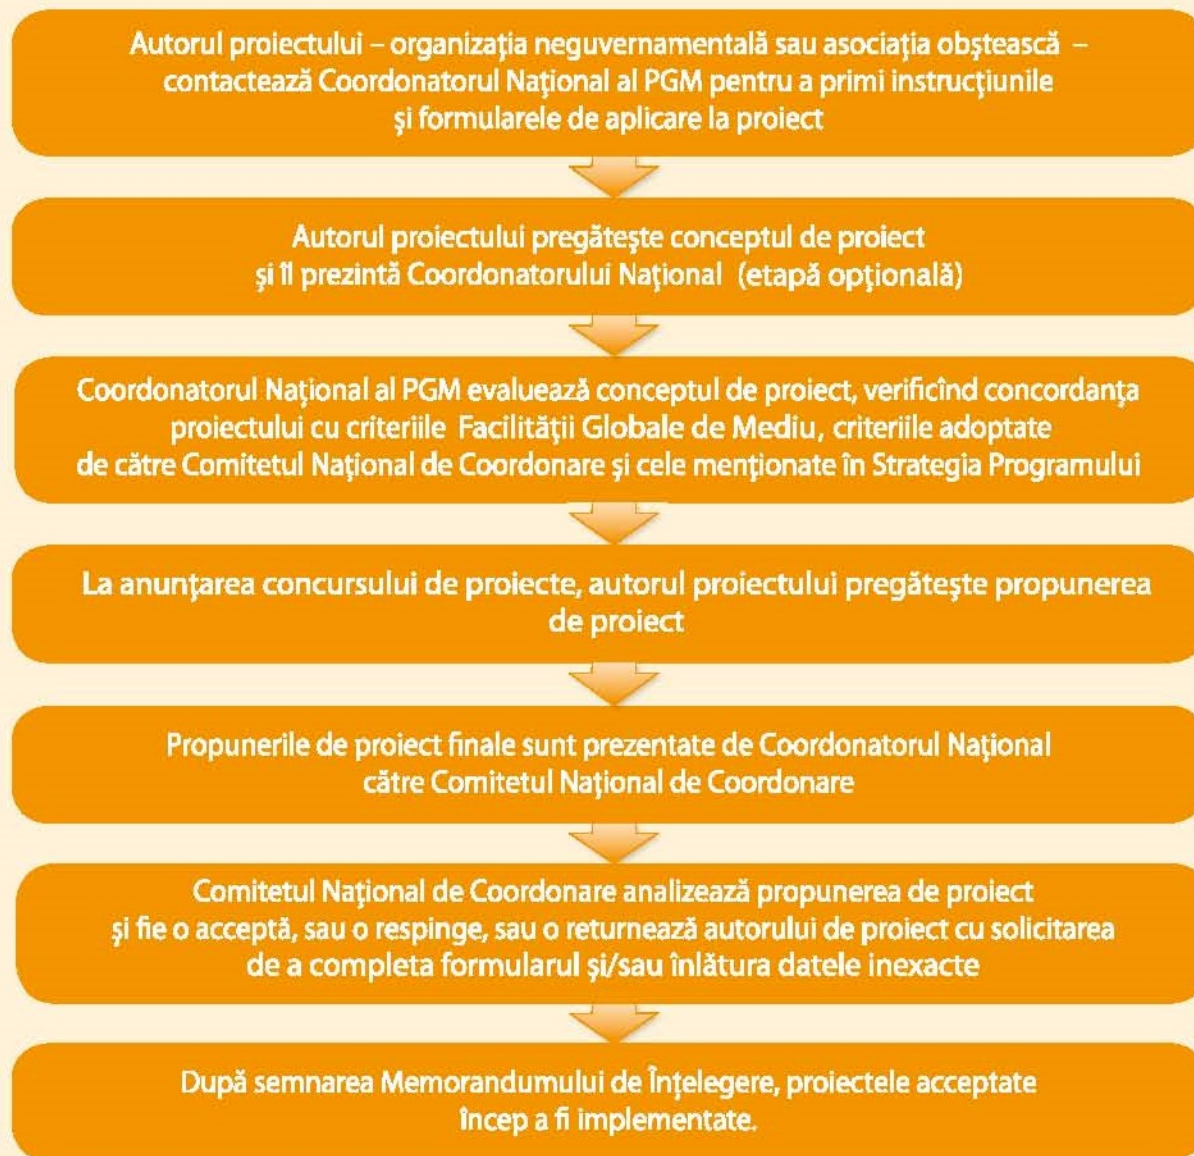 Autorul proiectului – organizaţia neguvernamentală sau asociaţia obştească –
contactează Coordonatorul Naţional al PGM pentru a primi instrucţiunile
şi formularele de aplicare la proiect
Autorul proiectului pregăteşte conceptul de proiect
şi îl prezintă Coordonatorului Naţional (etapă opţională)
Coordonatorul Naţional al PGM evaluează conceptul de proiect, verificînd concordanţa
proiectului cu criteriile Facilităţii Globale de Mediu, criteriile adoptate
de către Comitetul Naţional de Coordonare şi cele menţionate în Strategia Programului
La anunţarea concursului de proiecte, autorul proiectului pregăteşte propunerea
de proiect
Propunerile de proiect finale sunt prezentate de Coordonatorul Naţional
către Comitetul Naţional de Coordonare
Comitetul Naţional de Coordonare analizează propunerea de proiect
şi fie o acceptă, sau o respinge, sau o returnează autorului de proiect cu solicitarea
de a completa formularul şi/sau înlătura datele inexacte
După semnarea Memorandumului de Înţelegere, proiectele acceptate
încep a fi implementate.